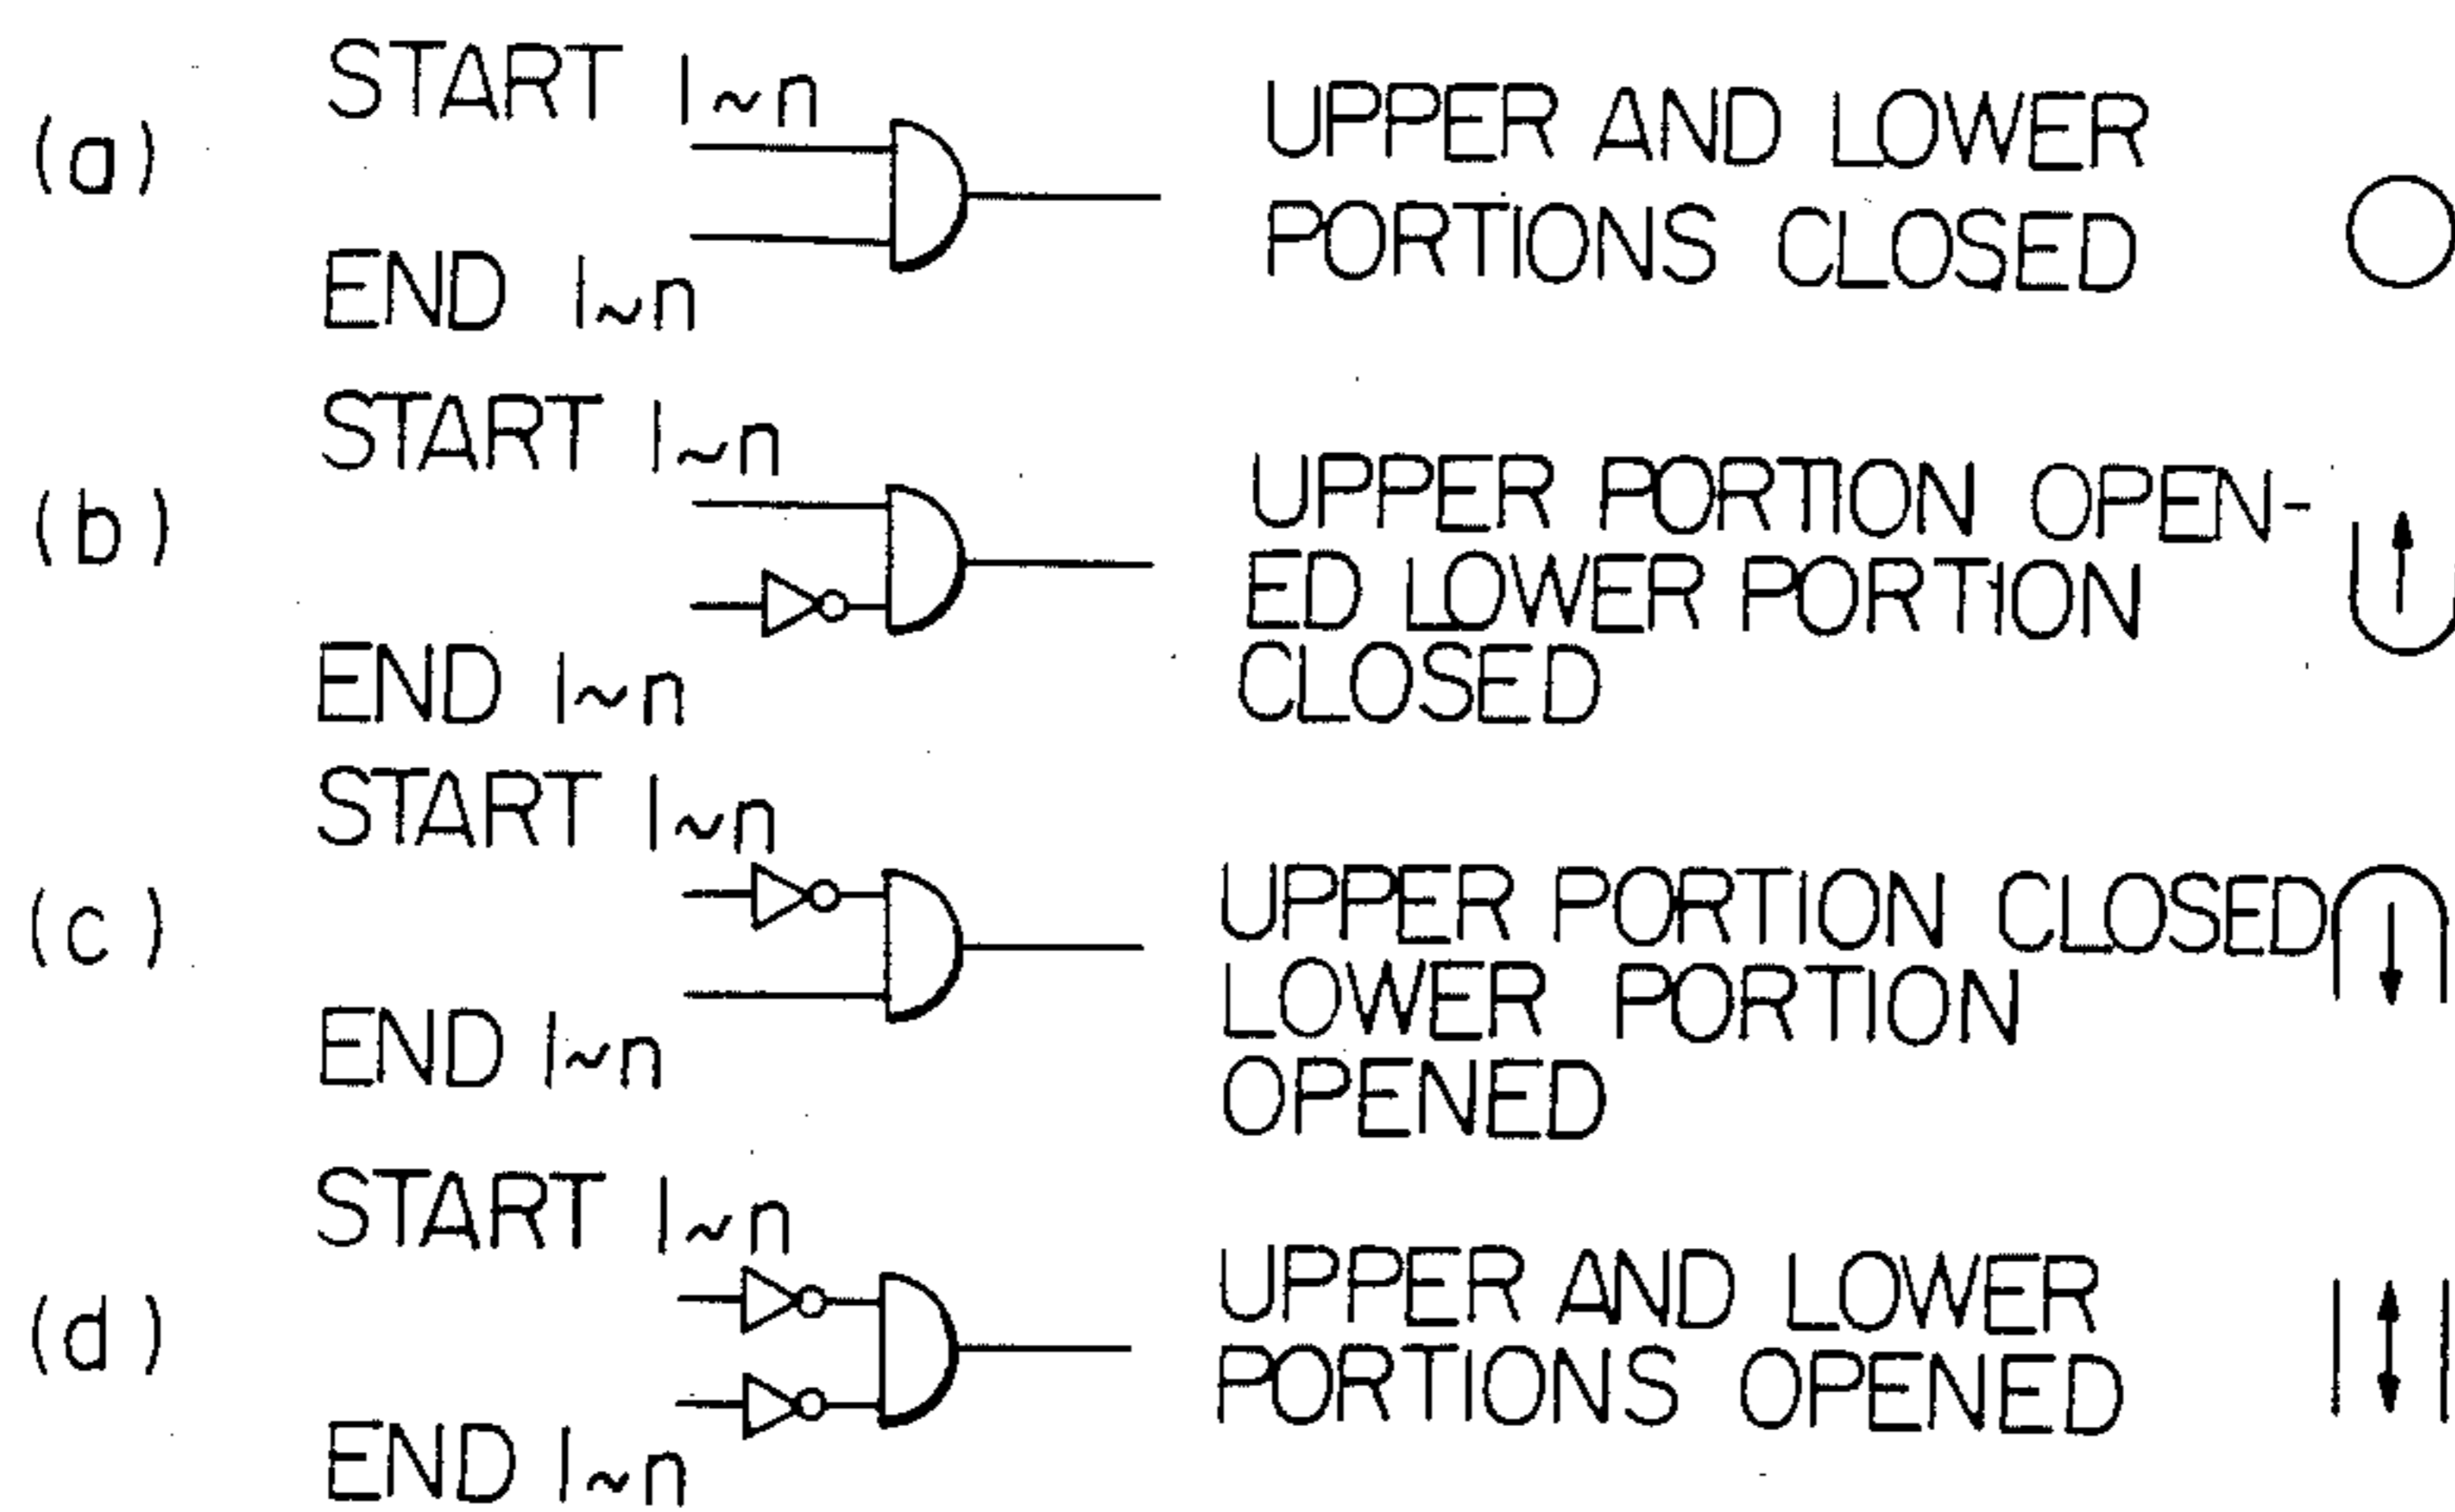 (a)
START 1~n
END 1~n
UPPER AND LOWER
PORTIONS CLOSED
(b)
START 1~n
END 1~n
UPPER PORTION OPEN-
ED LOWER PORTION
CLOSED
(c)
START 1~n
END 1~n
UPPER PORTION CLOSED
LOWER PORTION
OPENED
(d)
START 1~n
END 1~n
UPPER AND LOWER
PORTIONS OPENED